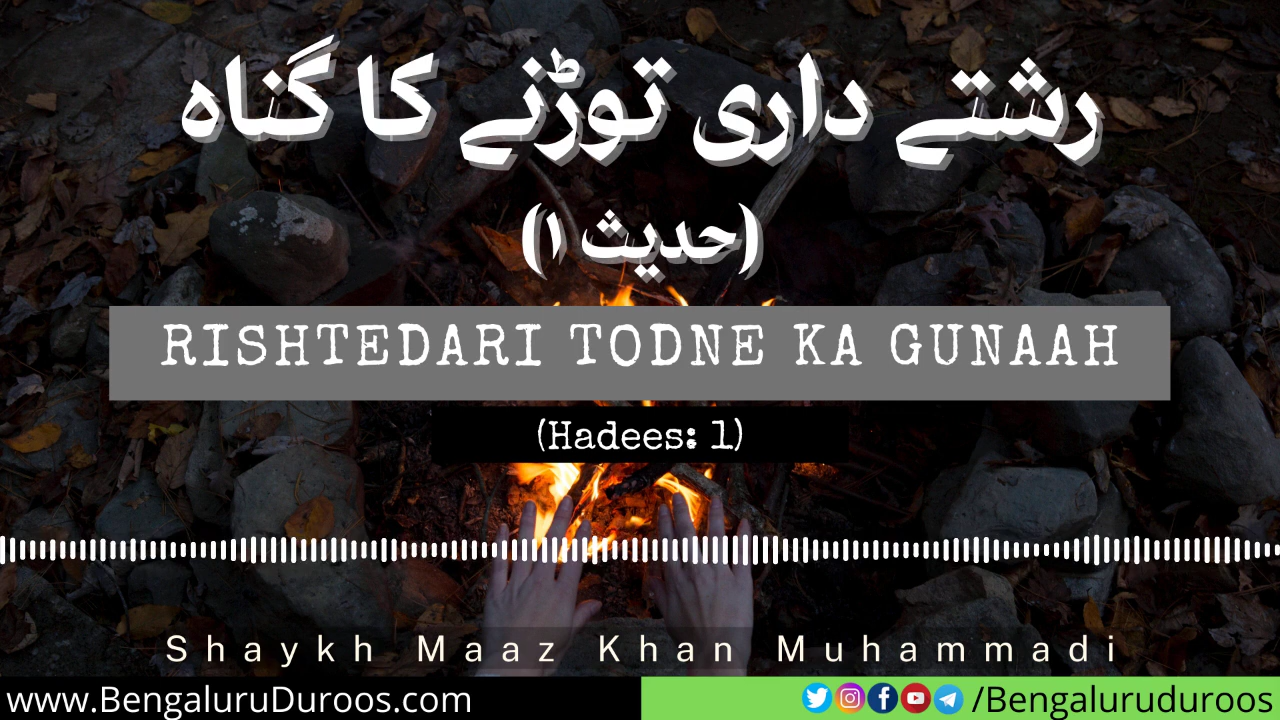 رشتے داری توڑنے کا گناہ
(حدیث ۱)
RISHTEDARI TODNE KA GUNAAH
(Hadees: 1)
Shaykh Maaz Khan Muhammadi
www.BengaluruDuroos.com
/Bengaluruduroos